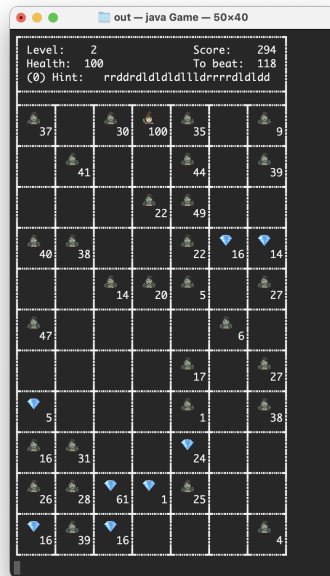 out — java Game — 50×40
Level: 2 Score: 294
Health: 100 To beat: 118
(0) Hint: rrddrdldldldlllldrrrrdldldd
37 30 100 35 9
41 44 39
22 49
40 38 22 16 14
14 20 5 27
47 6
17 27
5 1 38
16 31 24
26 28 61 1 25
16 39 16 4